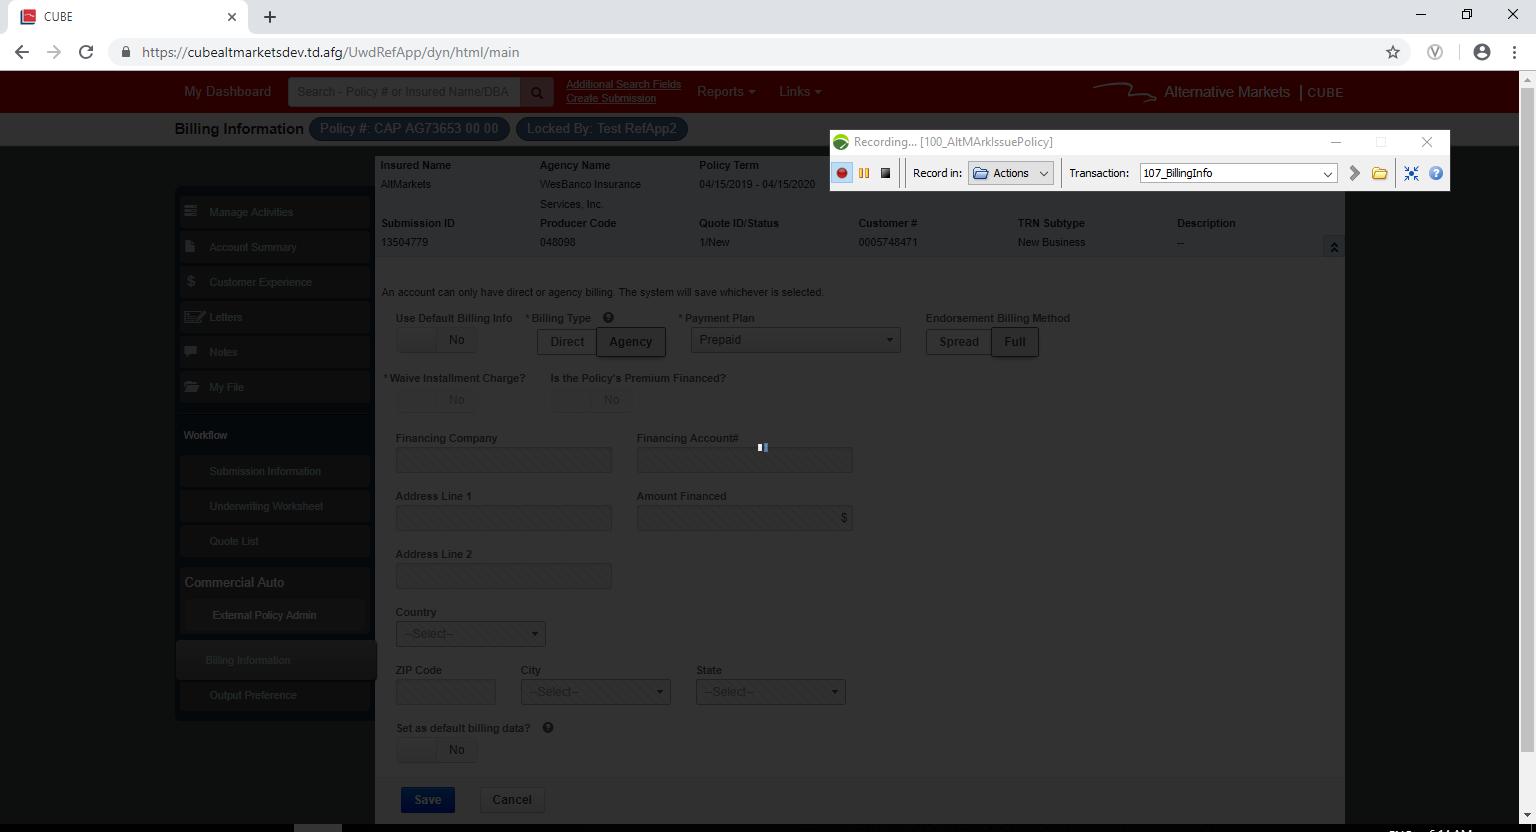 CUBE
https://cubealtmarketsdev.td.afg/UwdRefApp/dyn/html/main
My Dashboard
Search - Policy # or Insured Name/DBA
Additional Search Fields
Create Submission
Reports
Links
Alternative Markets | CUBE
Billing Information
Policy #: CAP AG73653 00 00
Locked By: Test RefApp2
Recording... [100_AltMArkIssuePolicy]
Record in:
Actions
Transaction:
107_BillingInfo
Insured Name
Agency Name
Policy Term
AltMarkets
WesBanco Insurance
Services, Inc.
04/15/2019 - 04/15/2020
Submission ID
Producer Code
Quote ID/Status
Customer #
TRN Subtype
Description
13504779
048098
1/New
0005748471
New Business
--
Manage Activities
Account Summary
Customer Experience
Letters
Notes
My File
Workflow
Submission Information
Underwriting Worksheet
Quote List
Commercial Auto
External Policy Admin
Billing Information
Output Preference
An account can only have direct or agency billing. The system will save whichever is selected.
Use Default Billing Info
* Billing Type
* Payment Plan
Endorsement Billing Method
No
Direct
Agency
Prepaid
Spread
Full
* Waive Installment Charge?
Is the Policy's Premium Financed?
No
No
Financing Company
Financing Account#
Address Line 1
Amount Financed
$
Address Line 2
Country
--Select--
ZIP Code
City
State
--Select--
--Select--
Set as default billing data?
No
Save
Cancel